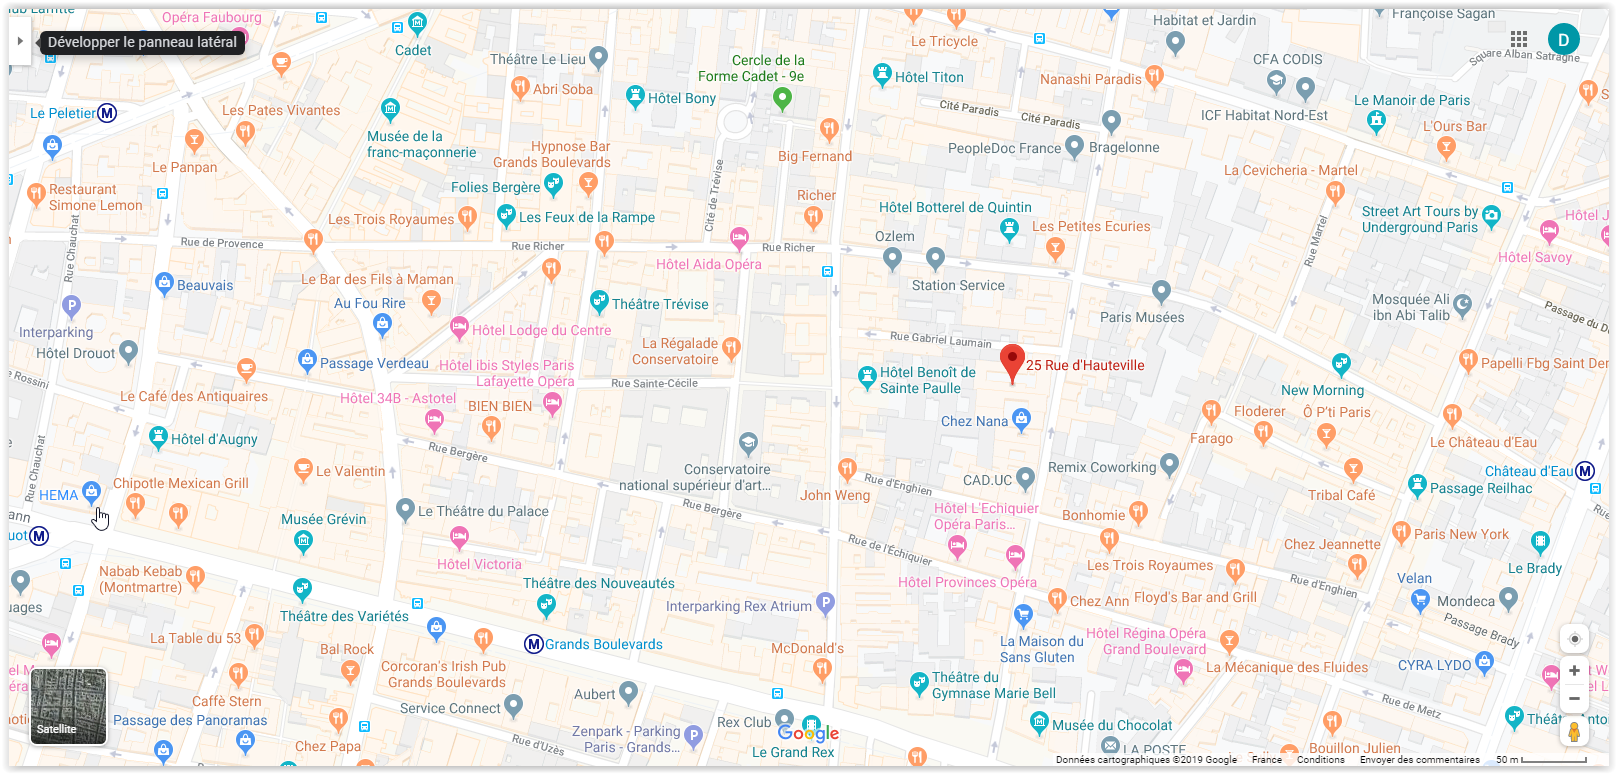 Opéra Faubourg
Développer le panneau latéral
Cadet
Théâtre Le Lieu
Cercle de la
Forme Cadet - 9e
Le Tricycle
Habitat et Jardin
Françoise Sagan
Square Alban Satragne
D
CFA CODIS
Hôtel Titon
Nanashi Paradis
Abri Soba
Hôtel Bony
Le Peletier
M
Les Pates Vivantes
Cité Paradis
Cité Paradis
ICF Habitat Nord-Est
Le Manoir de Paris
L'Ours Bar
Musée de la
franc-maçonnerie
Hypnose Bar
Grands Boulevards
Big Fernand
PeopleDoc France
Bragelonne
Le Panpan
La Cevicheria - Martel
Restaurant
Simone Lemon
Folies Bergère
Cité de Trévise
Richer
Les Trois Royaumes
Les Feux de la Rampe
Hôtel Botterel de Quintin
Les Petites Ecuries
Street Art Tours by
Underground Paris
Rue Martel
Rue de Provence
Rue Richer
Rue Richer
Ozlem
Hôtel Savoy
Rue Chauchat
Hôtel Aida Opéra
Station Service
Beauvais
Le Bar des Fils à Maman
Au Fou Rire
Théâtre Trévise
Paris Musées
Mosquée Ali
ibn Abi Talib
Passage du D
P
Interparking
Hôtel Drouot
Hôtel Lodge du Centre
La Régalade
Conservatoire
Rue Gabriel Laumain
Passage Verdeau
Hôtel ibis Styles Paris
Lafayette Opéra
Rue Sainte-Cécile
Hôtel Benoît de
Sainte Paulle
25 Rue d'Hauteville
New Morning
Papelli Fbg Saint Der
e Rossini
Le Café des Antiquaires
Hôtel 34B - Astotel
BIEN BIEN
Chez Nana
Farago
Floderer
Ô P'ti Paris
Le Château d'Eau
Hôtel d'Augny
Rue Bergère
Conservatoire
national supérieur d'art...
Rue Chauchat
Le Valentin
John Weng
Rue d'Enghien
CAD.UC
Remix Coworking
Château d'Eau
M
HEMA
Chipotle Mexican Grill
Rue Bergère
Hôtel L'Echiquier
Opéra Paris...
Bonhomie
Tribal Café
Passage Reilhac
Musée Grévin
Le Théâtre du Palace
M
Rue de l'Échiquier
Chez Jeannette
Paris New York
Nabab Kebab
(Montmartre)
Hôtel Victoria
Théâtre des Nouveautés
Hôtel Provinces Opéra
Les Trois Royaumes
Rue d'Enghien
Le Brady
Velan
Mondeca
Théâtre des Variétés
Interparking Rex Atrium
P
Chez Ann
Floyd's Bar and Grill
Passage Brady
La Table du 53
M
Grands Boulevards
La Maison du
Sans Gluten
Hôtel Régina Opéra
Grand Boulevard
Bal Rock
Corcoran's Irish Pub
Grands Boulevards
McDonald's
La Mécanique des Fluides
CYRA LYDO
Caffè Stern
Aubert
Théâtre du
Gymnase Marie Bell
Satellite
Service Connect
Rue de Metz
Passage des Panoramas
Rex Club
Zenpark - Parking
Paris - Grands...
P
Rue d'Uzès
Google
Le Grand Rex
Musée du Chocolat
LA POSTE
Bouillon Julien
Chez Papa
Données cartographiques ©2019 Google
France
Conditions
Envoyer des commentaires
50 m